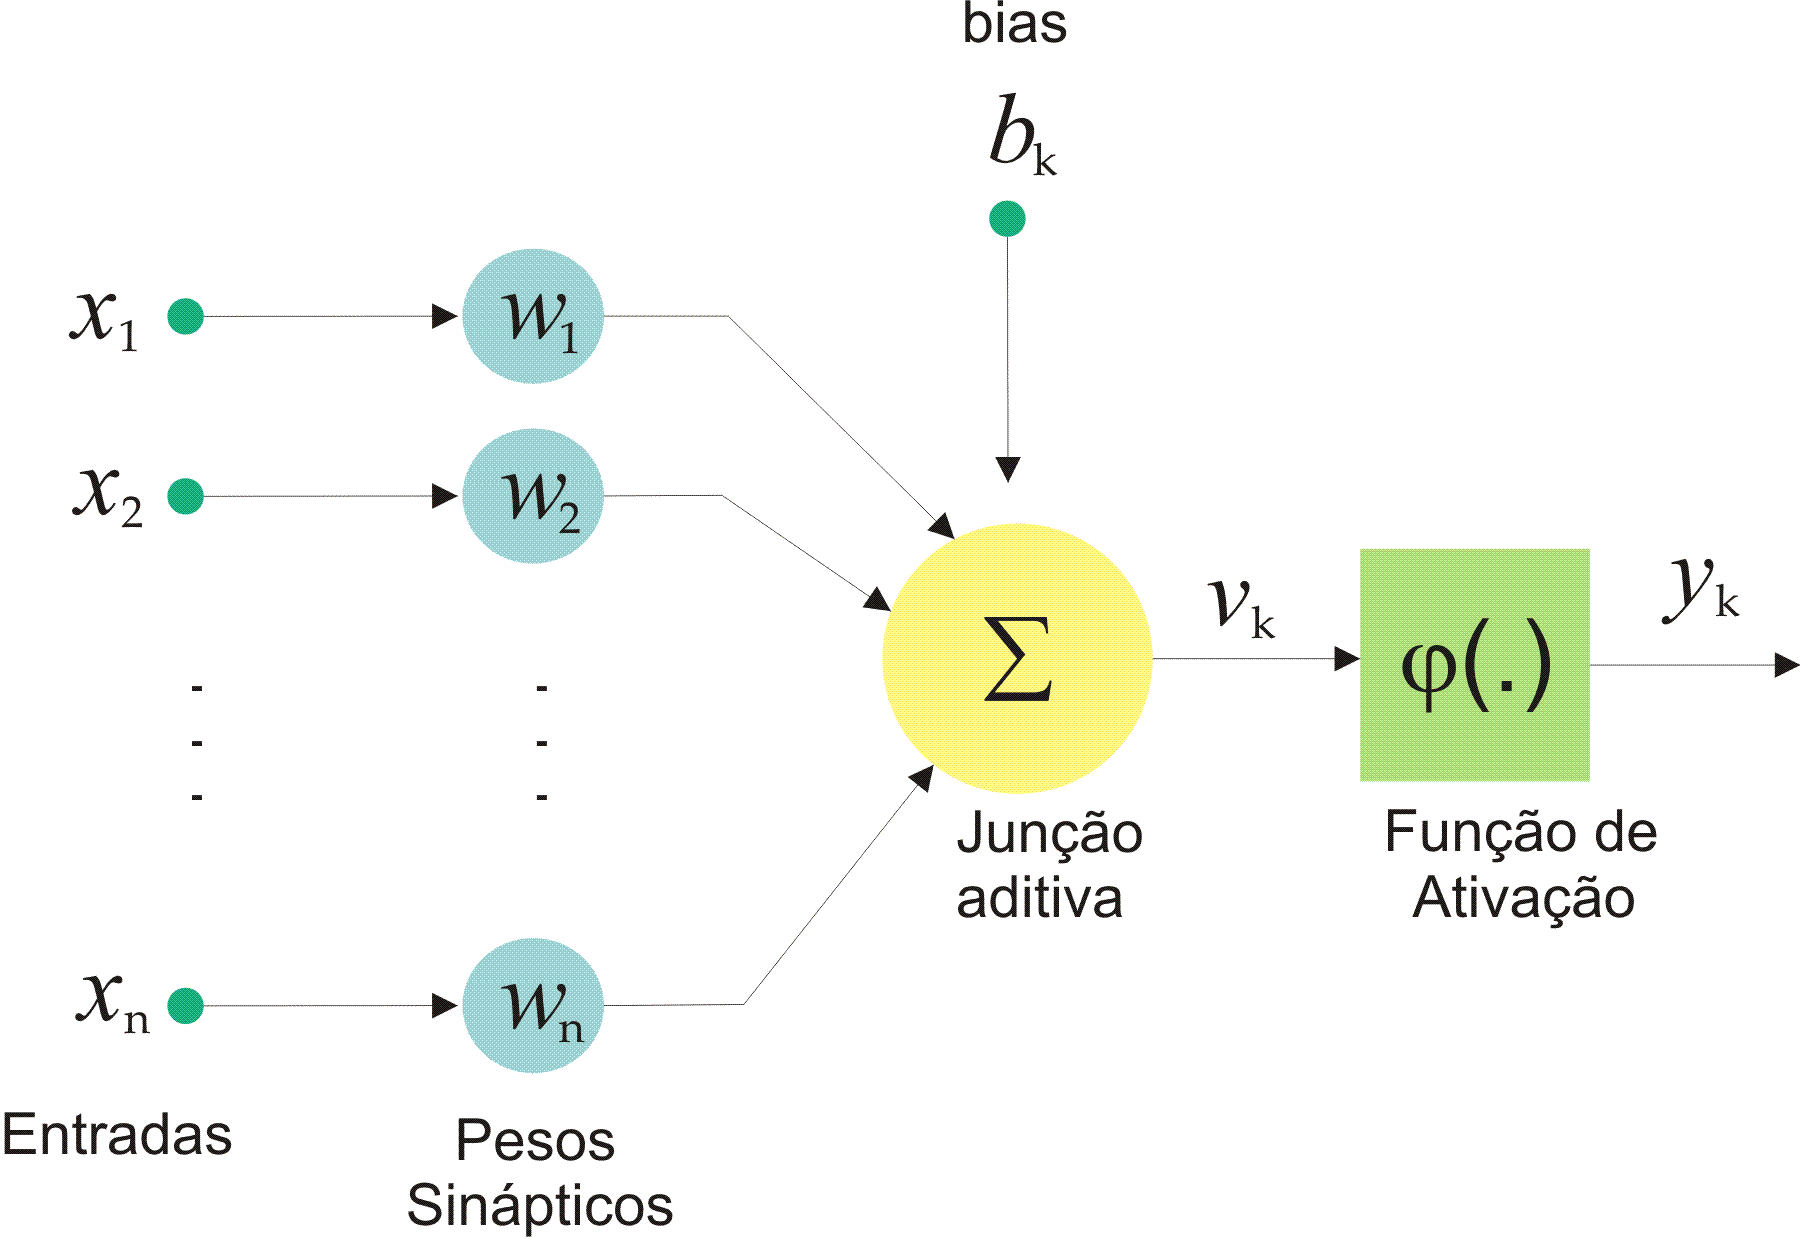 bias
bk
x1
w1
x2
w2
Σ
vk
φ(.)
yk
-
-
-
-
-
-
Junção
aditiva
Função de
Ativação
xn
wn
Entradas
Pesos
Sinápticos